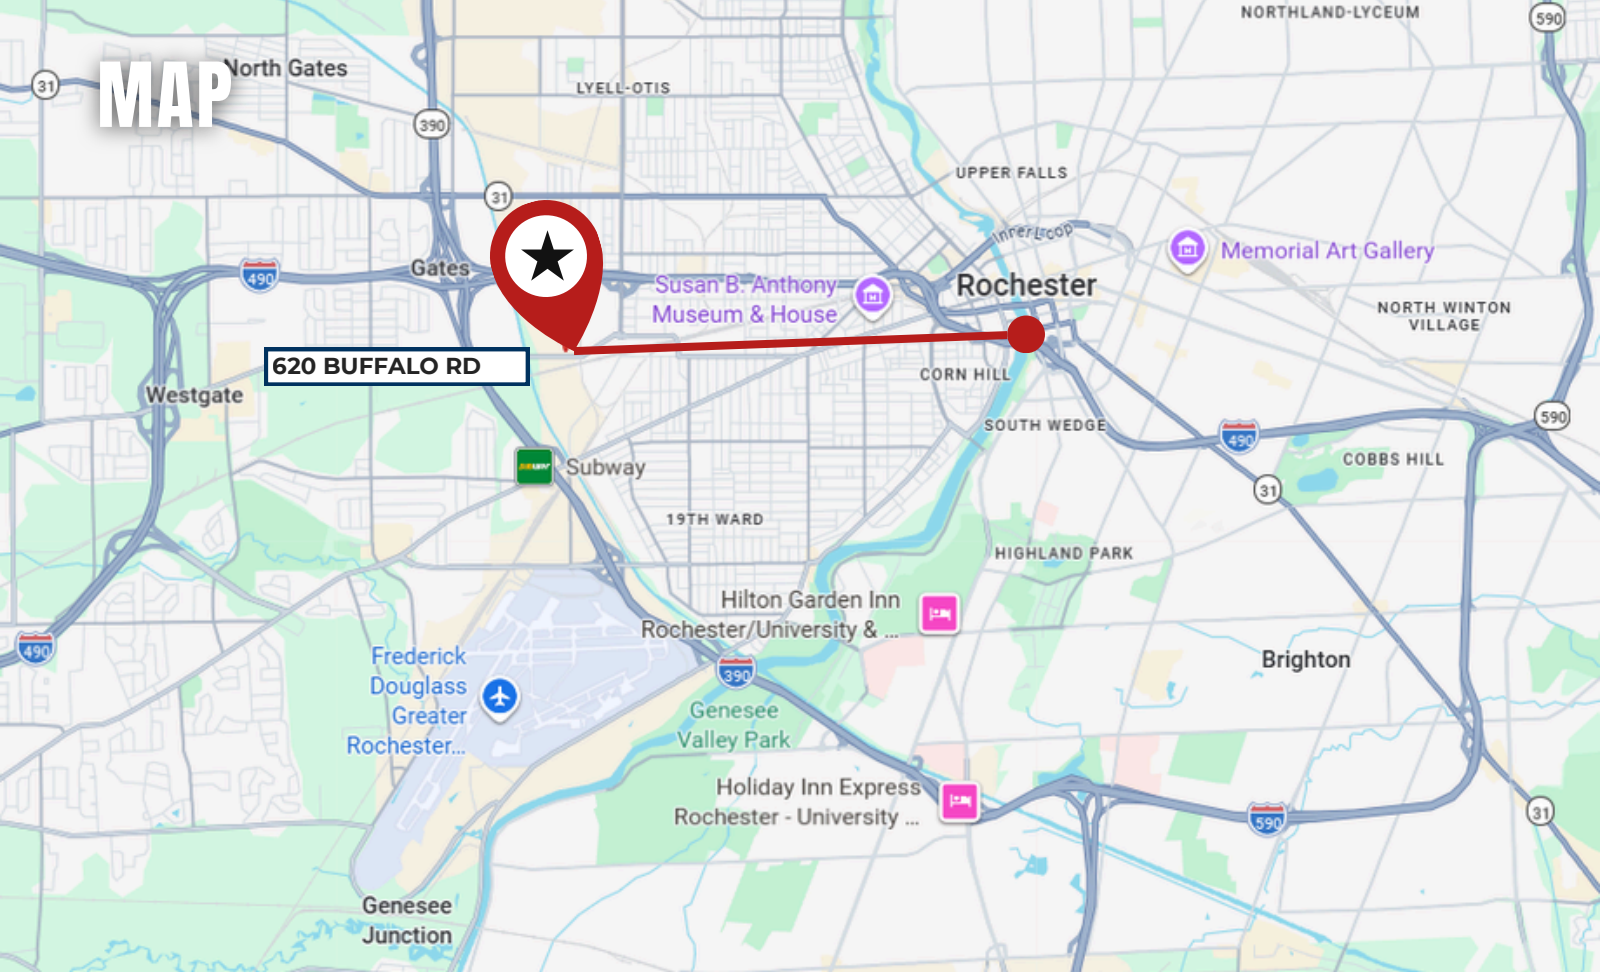 NORTHLAND-LYCEUM
590
North Gates
MAP
31
LYELL-OTIS
390
UPPER FALLS
31
Inner Loop
Memorial Art Gallery
Gates
490
Susan B. Anthony
Museum & House
Rochester
NORTH WINTON
VILLAGE
620 BUFFALO RD
CORN HILL
Westgate
590
SOUTH WEDGE
490
COBBS HILL
Subway
SUBWAY
31
19TH WARD
HIGHLAND PARK
Hilton Garden Inn
Rochester/University & ...
490
Frederick
Douglass
Greater
Rochester...
390
Brighton
Genesee
Valley Park
Holiday Inn Express
Rochester - University ...
590
31
Genesee
Junction